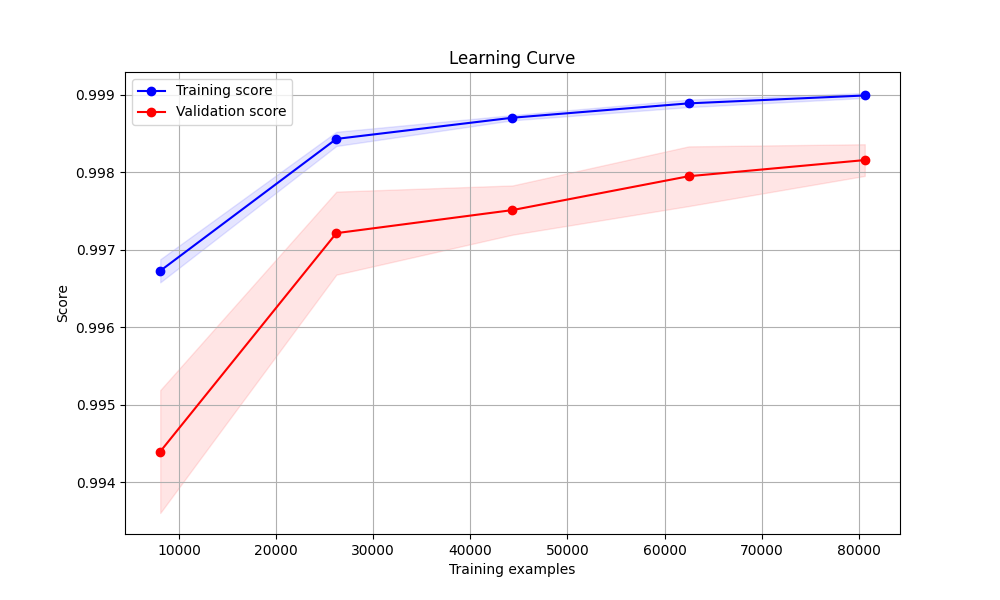 Learning Curve
Training score
Validation score
0.999
0.998
0.997
0.996
0.995
0.994
Score
10000 20000 30000 40000 50000 60000 70000 80000
Training examples